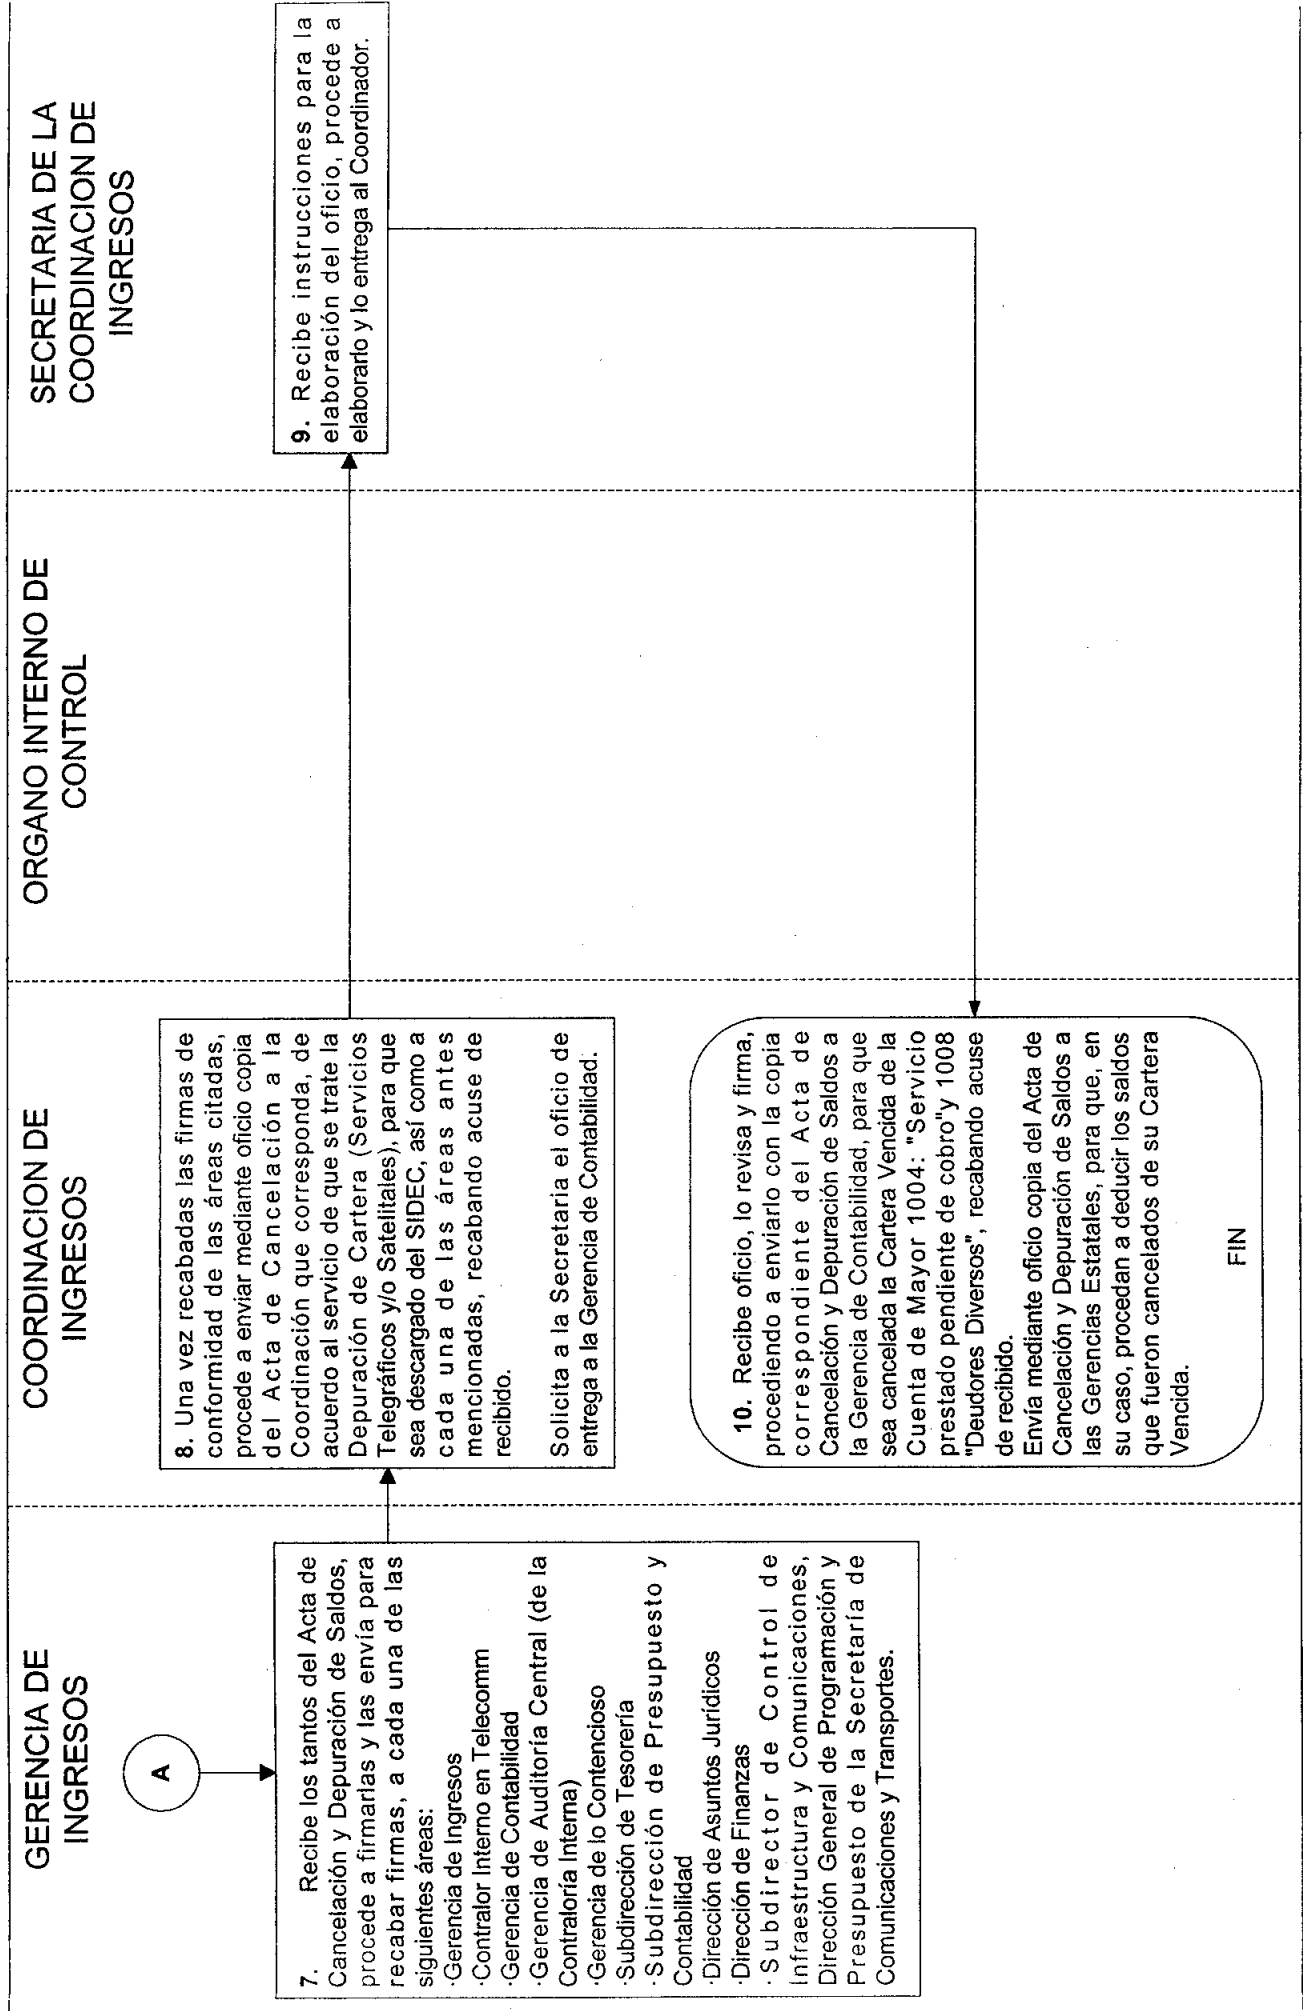 GERENCIA DE
INGRESOS
COORDINACION DE
INGRESOS
ORGANO INTERNO DE
CONTROL
SECRETARIA DE LA
COORDINACION DE
INGRESOS
A
7. Recibe los tantos del Acta de
Cancelación y Depuración de Saldos,
procede a firmarlas y las envía para
recabar firmas, a cada una de las
siguientes áreas:
·Gerencia de Ingresos
·Contralor Interno en Telecomm
·Gerencia de Contabilidad
·Gerencia de Auditoría Central (de la
Contraloría Interna)
·Gerencia de lo Contencioso
·Subdirección de Tesorería
·Subdirección de Presupuesto y
Contabilidad
·Dirección de Asuntos Jurídicos
·Dirección de Finanzas
·Subdirector de Control de
Infraestructura y Comunicaciones,
Dirección General de Programación y
Presupuesto de la Secretaría de
Comunicaciones y Transportes.
8. Una vez recabadas las firmas de
conformidad de las áreas citadas,
procede a enviar mediante oficio copia
del Acta de Cancelación a la
Coordinación que corresponda, de
acuerdo al servicio de que se trate la
Depuración de Cartera (Servicios
Telegráficos y/o Satelitales), para que
sea descargado del SIDEC, así como a
cada una de las áreas antes
mencionadas, recabando acuse de
recibido.
Solicita a la Secretaria el oficio de
entrega a la Gerencia de Contabilidad.
9. Recibe instrucciones para la
elaboración del oficio, procede a
elaborarlo y lo entrega al Coordinador.
10. Recibe oficio, lo revisa y firma,
procediendo a enviarlo con la copia
correspondiente del Acta de
Cancelación y Depuración de Saldos a
la Gerencia de Contabilidad, para que
sea cancelada la Cartera Vencida de la
Cuenta de Mayor 1004: "Servicio
prestado pendiente de cobro"y 1008
"Deudores Diversos", recabando acuse
de recibido.
Envía mediante oficio copia del Acta de
Cancelación y Depuración de Saldos a
las Gerencias Estatales, para que, en
su caso, procedan a deducir los saldos
que fueron cancelados de su Cartera
Vencida.
FIN